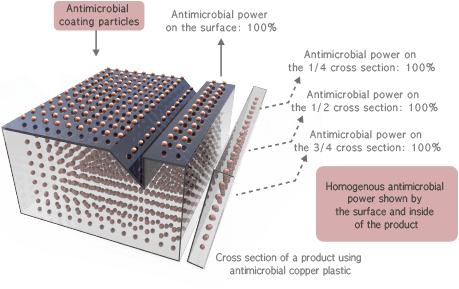 Antimicrobial
coating particles
Antimicrobial power
on the surface: 100%
Antimicrobial power on
the 1/4 cross section: 100%
Antimicrobial power on
the 1/2 cross section: 100%
Antimicrobial power on
the 3/4 cross section: 100%
Homogenous antimicrobial
power shown by
the surface and inside
of the product
Cross section of a product using
antimicrobial copper plastic